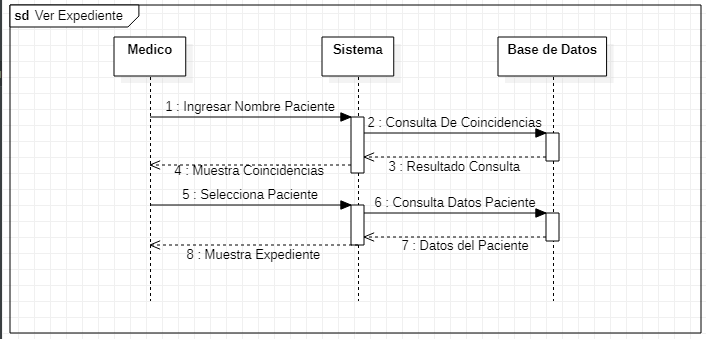 sd Ver Expediente
Medico
Sistema
Base de Datos
1 : Ingresar Nombre Paciente
2 : Consulta De Coincidencias
3 : Resultado Consulta
4 : Muestra Coincidencias
5 : Selecciona Paciente
6 : Consulta Datos Paciente
7 : Datos del Paciente
8 : Muestra Expediente